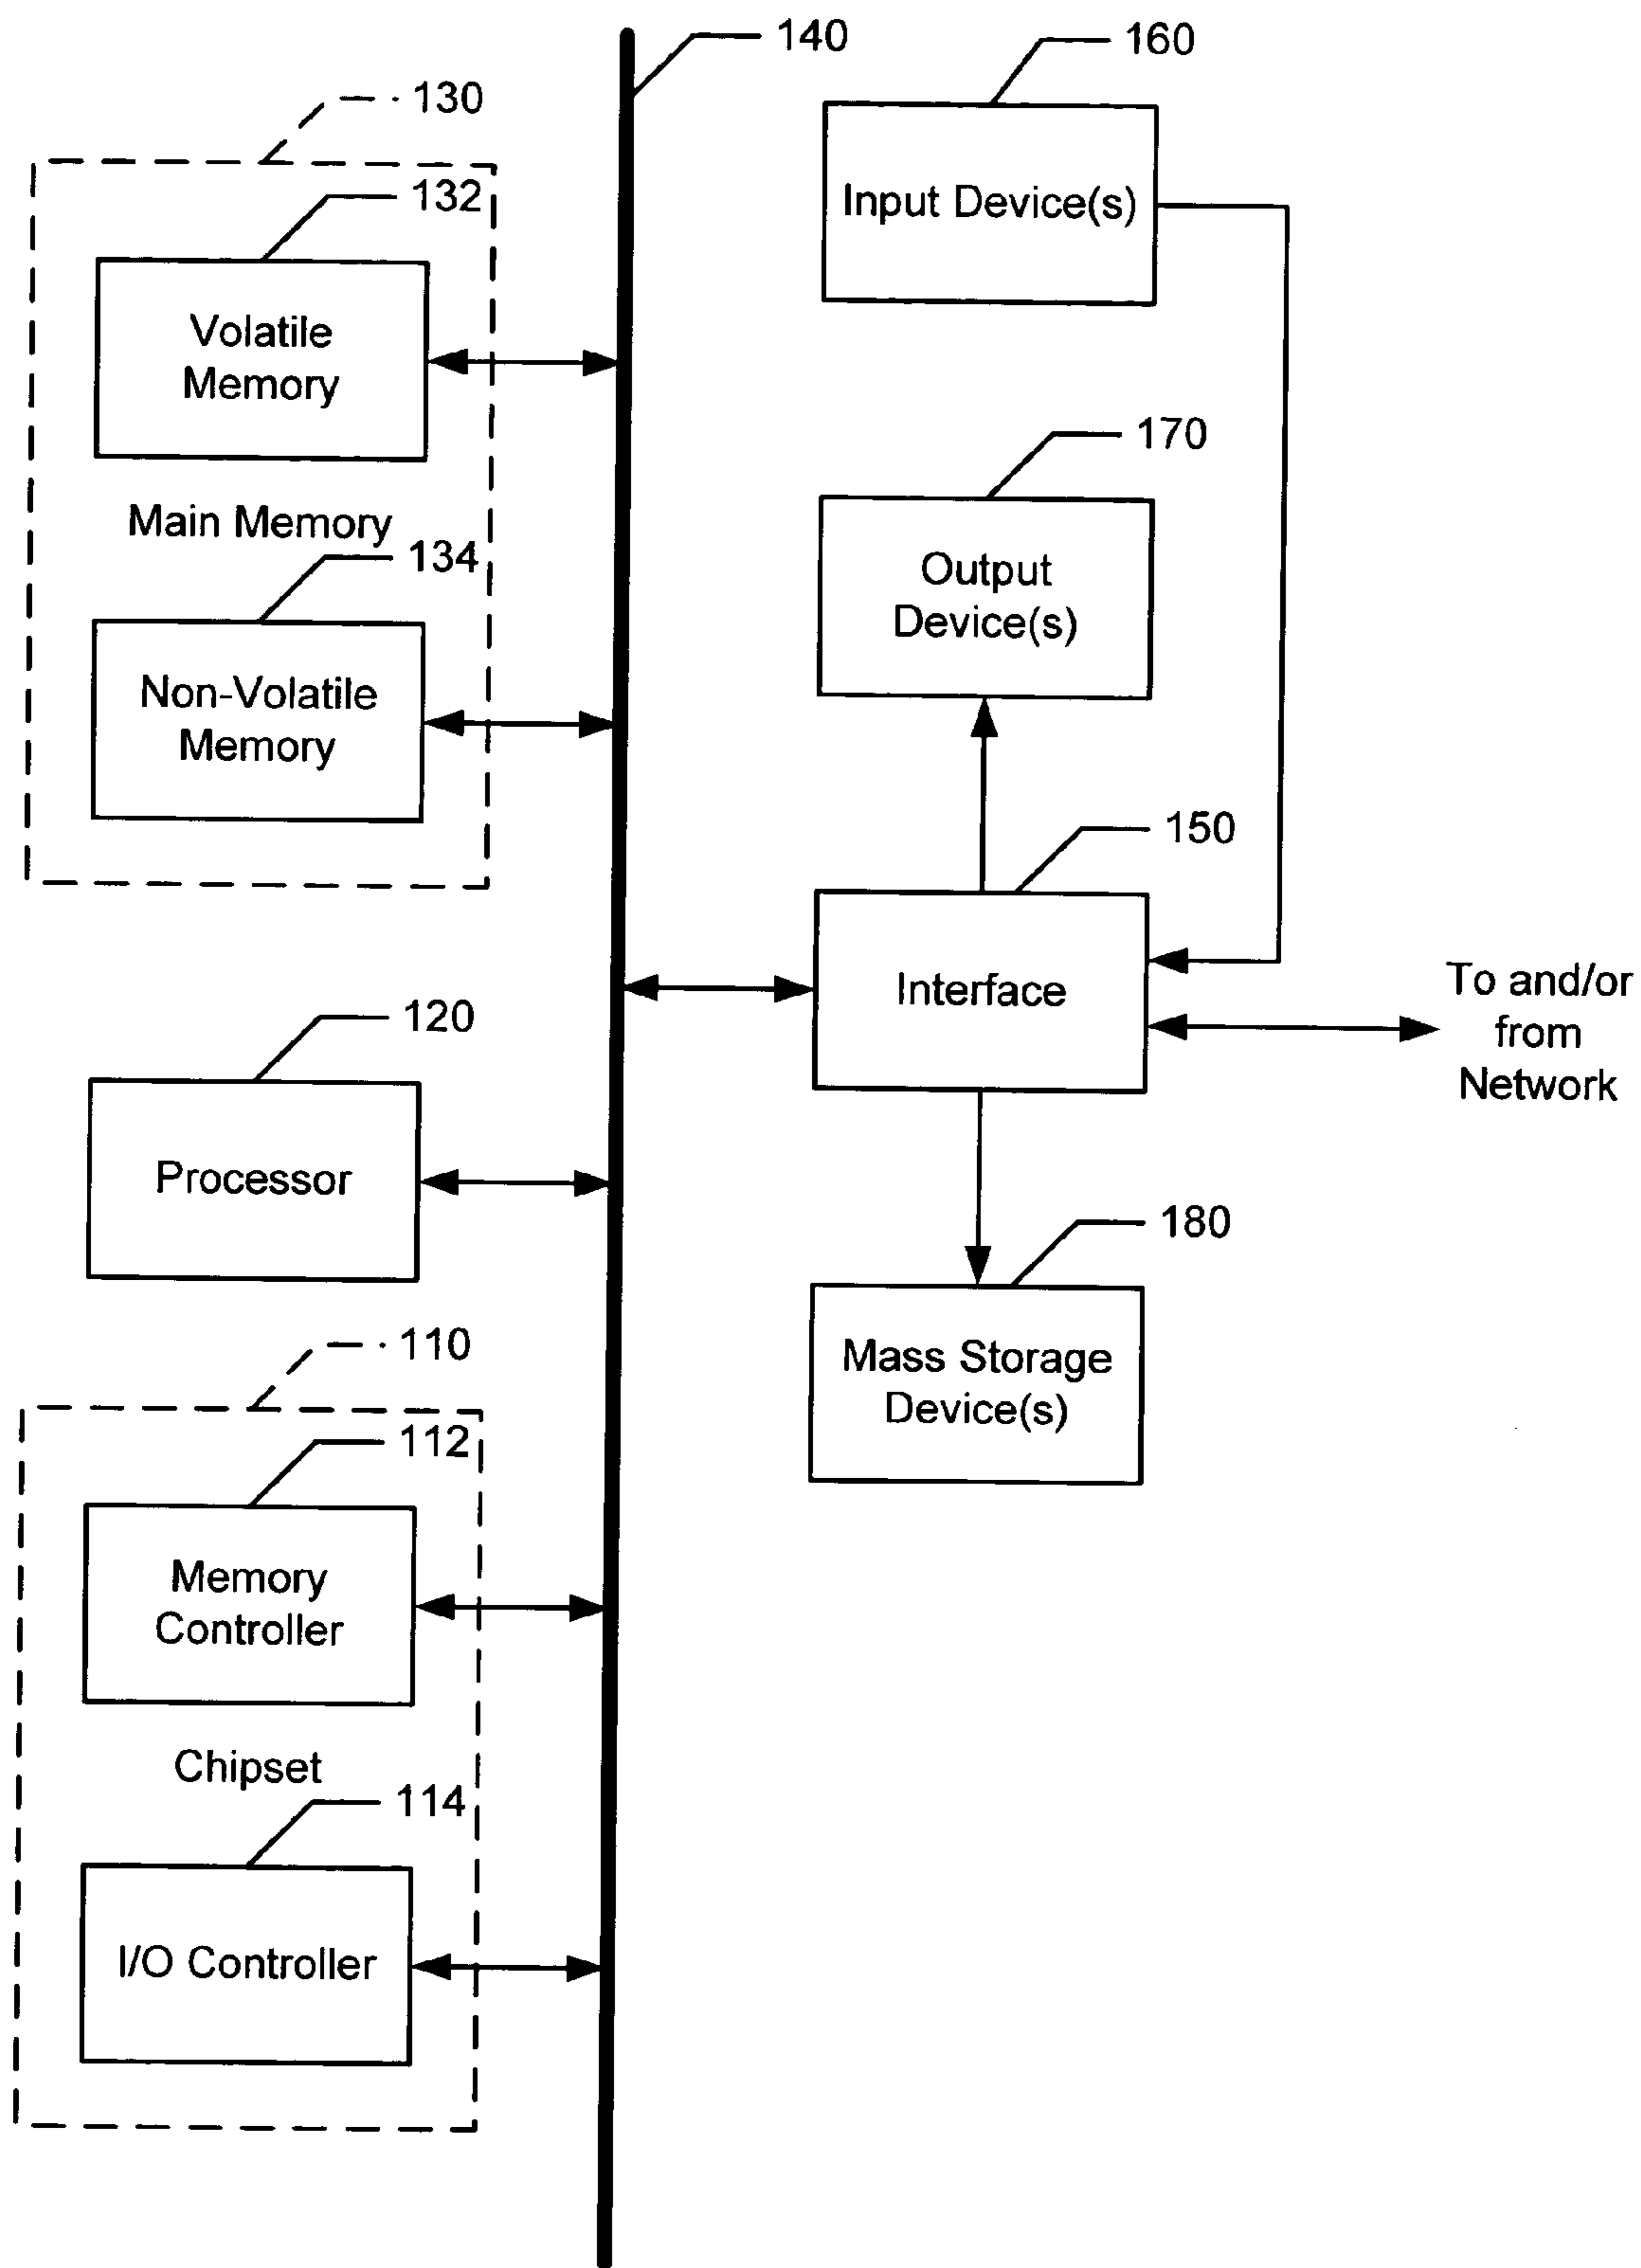 140
160
130
132
Input Device(s)
Volatile
Memory
170
Main Memory
134
Output
Device(s)
Non-Volatile
Memory
150
Interface
To and/or
from
Network
120
Processor
180
110
Mass Storage
Device(s)
112
Memory
Controller
Chipset
114
I/O Controller